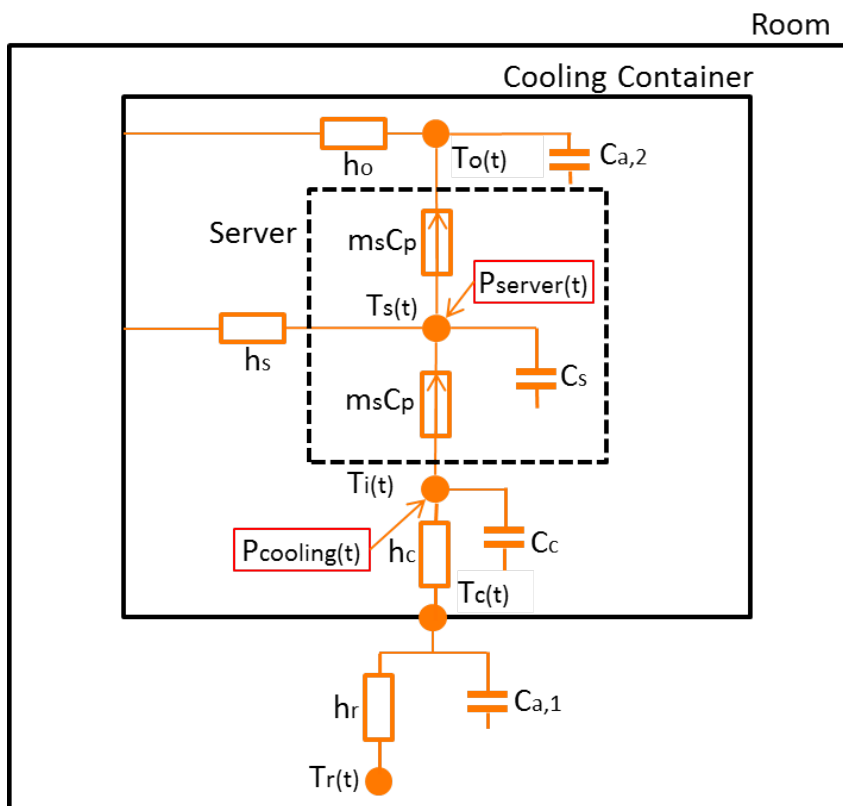 Room
Cooling Container
ho
To(t)
Ca,2
Server
msCp
Pserver(t)
Ts(t)
hs
Cs
msCp
Ti(t)
Pcooling(t)
hc
Cc
Tc(t)
hr
Ca,1
Tr(t)